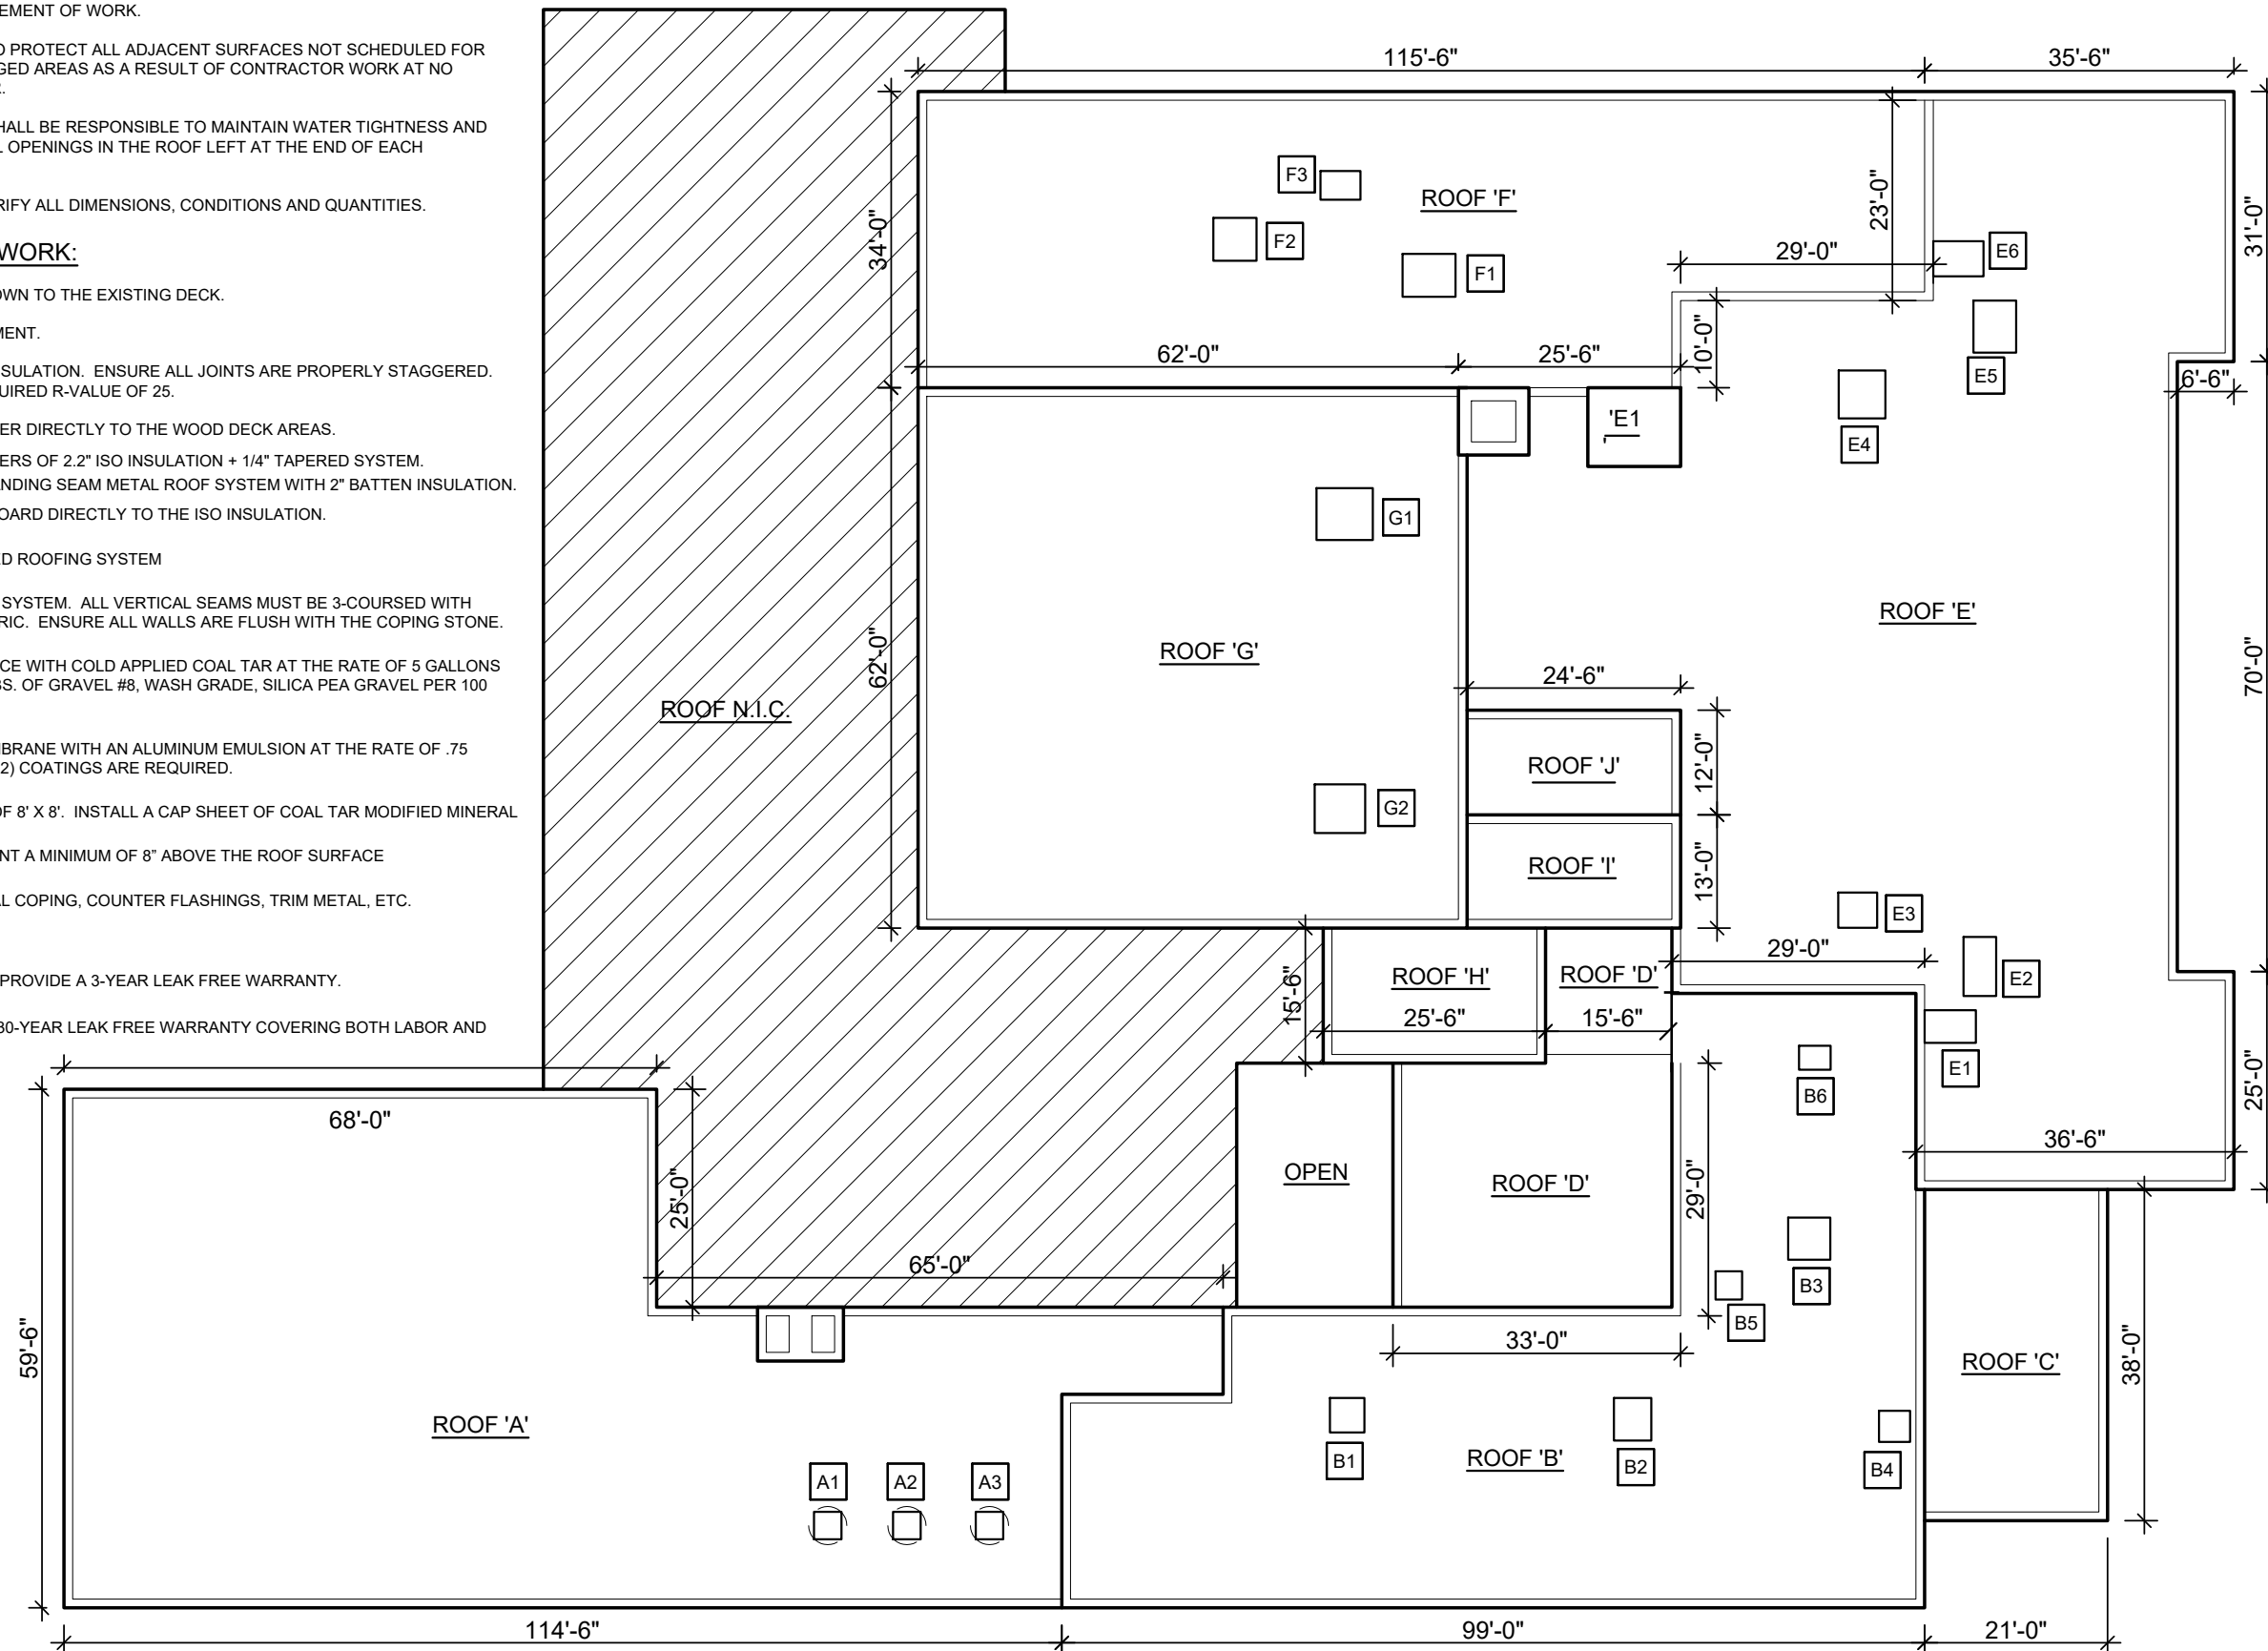 EMENT OF WORK.
O PROTECT ALL ADJACENT SURFACES NOT SCHEDULED FOR
GED AREAS AS A RESULT OF CONTRACTOR WORK AT NO
HALL BE RESPONSIBLE TO MAINTAIN WATER TIGHTNESS AND
L OPENINGS IN THE ROOF LEFT AT THE END OF EACH
RIFY ALL DIMENSIONS, CONDITIONS AND QUANTITIES.
WORK:
OWN TO THE EXISTING DECK.
MENT.
NSULATION. ENSURE ALL JOINTS ARE PROPERLY STAGGERED.
QUIRED R-VALUE OF 25.
ER DIRECTLY TO THE WOOD DECK AREAS.
ERS OF 2.2" ISO INSULATION + 1/4" TAPERED SYSTEM.
ANDING SEAM METAL ROOF SYSTEM WITH 2" BATTEN INSULATION.
OARD DIRECTLY TO THE ISO INSULATION.
ED ROOFING SYSTEM
SYSTEM. ALL VERTICAL SEAMS MUST BE 3-COURSED WITH
RIC. ENSURE ALL WALLS ARE FLUSH WITH THE COPING STONE.
CE WITH COLD APPLIED COAL TAR AT THE RATE OF 5 GALLONS
BS. OF GRAVEL #8, WASH GRADE, SILICA PEA GRAVEL PER 100
MBRANE WITH AN ALUMINUM EMULSION AT THE RATE OF .75
2) COATINGS ARE REQUIRED.
OF 8' X 8'. INSTALL A CAP SHEET OF COAL TAR MODIFIED MINERAL
ENT A MINIMUM OF 8” ABOVE THE ROOF SURFACE
AL COPING, COUNTER FLASHINGS, TRIM METAL, ETC.
PROVIDE A 3-YEAR LEAK FREE WARRANTY.
30-YEAR LEAK FREE WARRANTY COVERING BOTH LABOR AND
115'-6"
35'-6"
F3
ROOF 'F'
23'-0"
31'-0"
34'-0"
F2
F1
29'-0"
E6
62'-0"
25'-6"
10'-0"
E5
6'-6"
'E1
'
E4
G1
ROOF 'E'
ROOF 'G'
62'-0"
24'-6"
70'-0"
ROOF N.I.C.
ROOF 'J'
12'-0"
G2
ROOF 'I'
13'-0"
E3
29'-0"
15'-6"
ROOF 'H'
ROOF 'D'
E2
25'-6"
15'-6"
E1
25'-0"
B6
68'-0"
36'-6"
25'-0"
OPEN
ROOF 'D'
29'-0"
65'-0"
B3
B5
59'-6"
33'-0"
ROOF 'C'
38'-0"
ROOF 'A'
B1
ROOF 'B'
B2
B4
A1
A2
A3
114'-6"
99'-0"
21'-0"